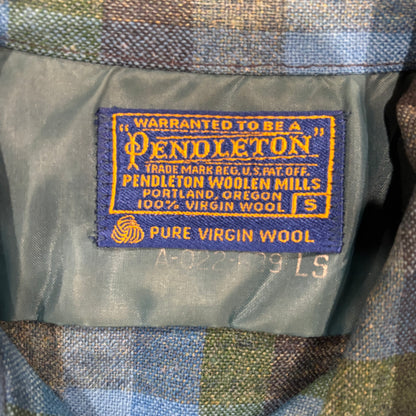 WARRANTED TO BE A
"PENDLETON"
TRADE MARK REG. U.S. PAT. OFF.
PENDLETON WOOLEN MILLS
PORTLAND, OREGON
100% VIRGIN WOOL S
PURE VIRGIN WOOL
LS